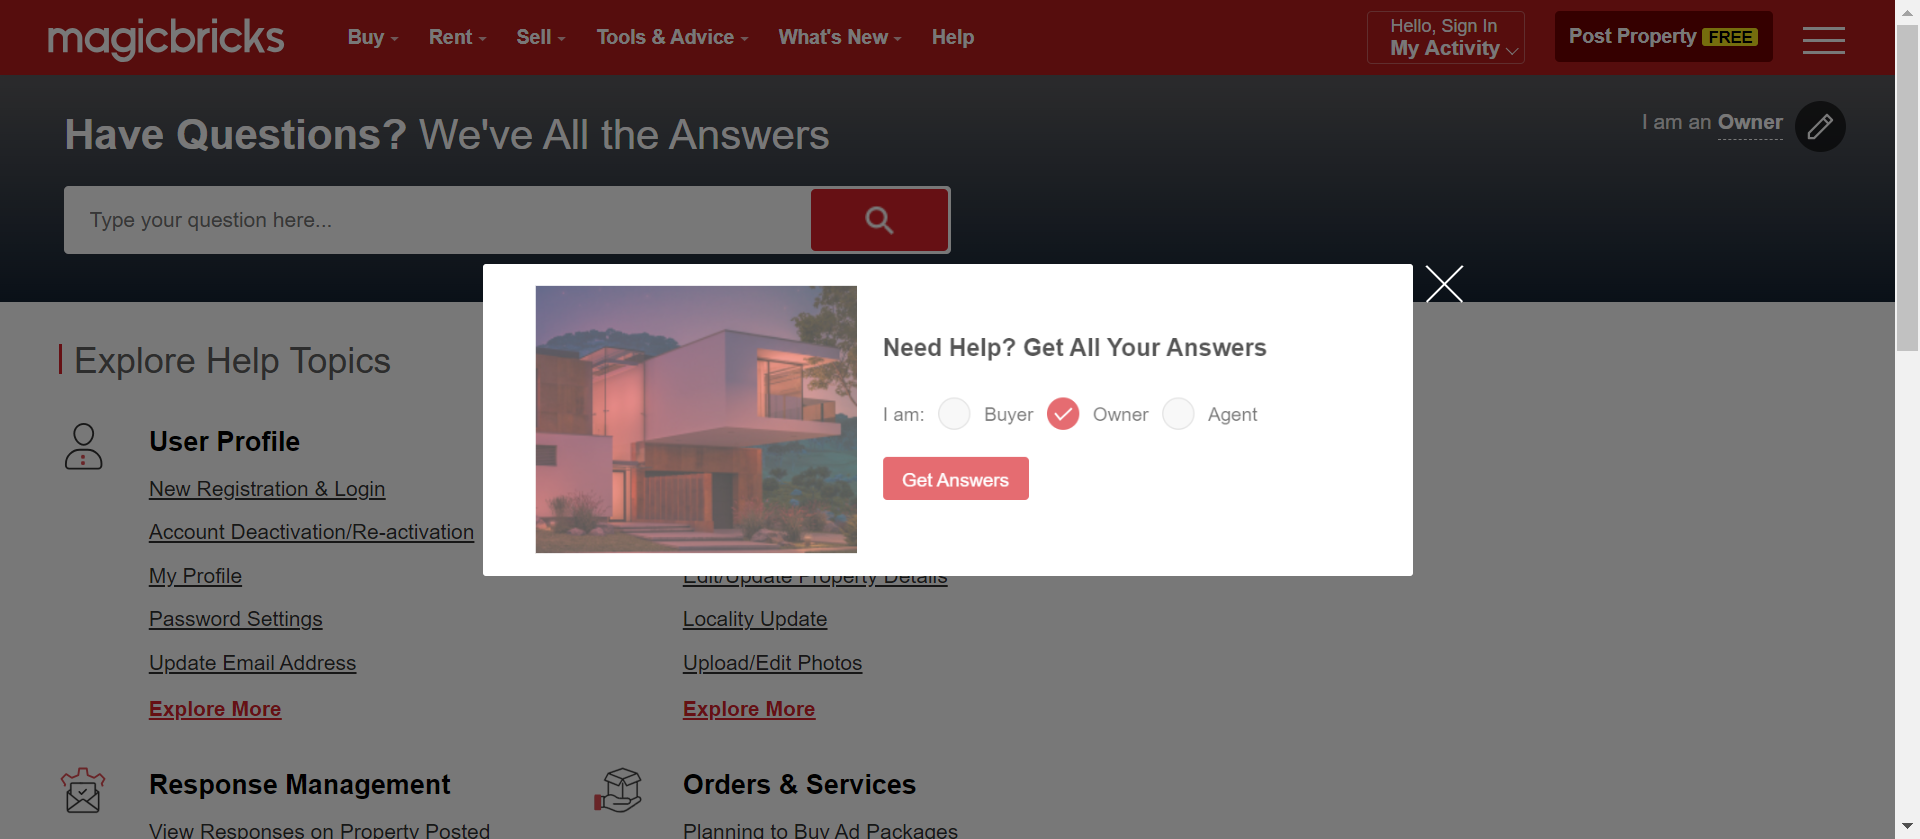 magicbricks
Buy
Rent
Sell
Tools & Advice
What's New
Help
Hello, Sign In
My Activity
Post Property FREE
Have Questions? We've All the Answers
I am an Owner
Type your question here...
Need Help? Get All Your Answers
I am: Buyer Owner Agent
Get Answers
Explore Help Topics
User Profile
New Registration & Login
Account Deactivation/Re-activation
My Profile
Password Settings
Update Email Address
Explore More
Edit/Update Property Details
Locality Update
Upload/Edit Photos
Explore More
Response Management
View Responses on Property Posted
Orders & Services
Planning to Buy Ad Packages